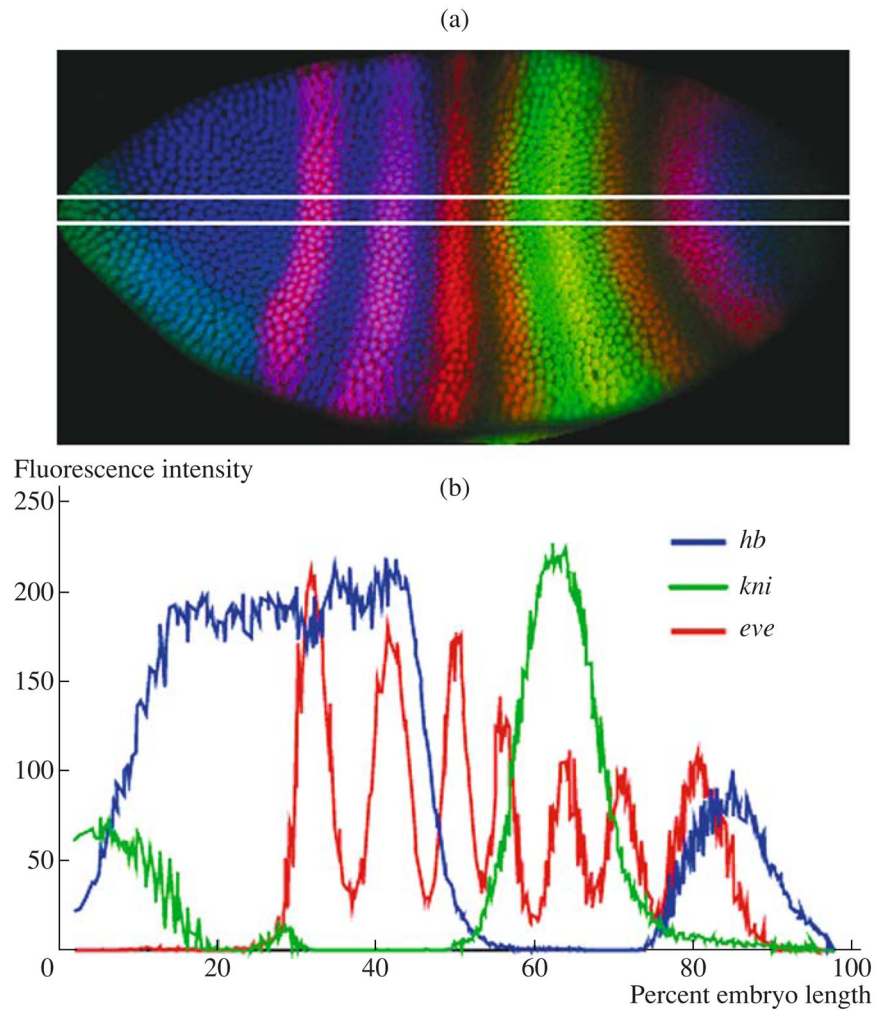 (a)
Fluorescence intensity
(b)
250
200
150
100
50
hb
kni
eve
0 20 40 60 80 100
Percent embryo length